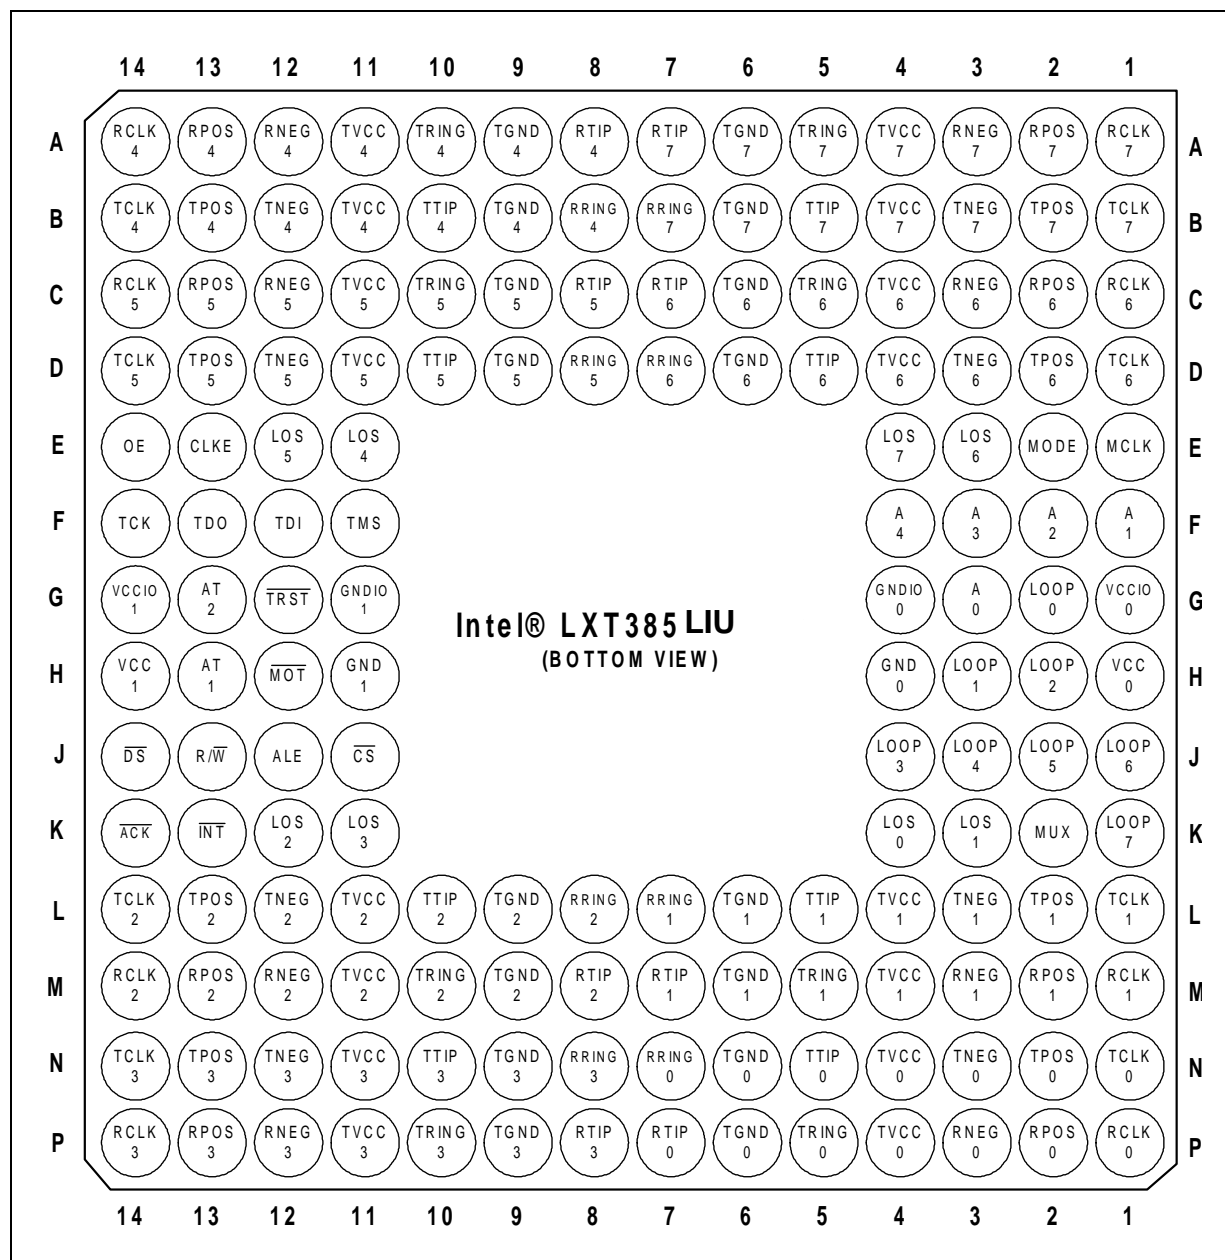 14 13 12 11 10 9 8 7 6 5 4 3 2 1
A RCLK 4 RPOS 4 RNEG 4 TVCC 4 TRING 4 TGND 4 RTIP 4 RTIP 7 TGND 7 TRING 7 TVCC 7 RNEG 7 RPOS 7 RCLK 7 A
B TCLK 4 TPOS 4 TNEG 4 TVCC 4 TTIP 4 TGND 4 RRING 4 RRING 7 TGND 7 TTIP 7 TVCC 7 TNEG 7 TPOS 7 TCLK 7 B
C RCLK 5 RPOS 5 RNEG 5 TVCC 5 TRING 5 TGND 5 RTIP 5 RTIP 6 TGND 6 TRING 6 TVCC 6 RNEG 6 RPOS 6 RCLK 6 C
D TCLK 5 TPOS 5 TNEG 5 TVCC 5 TTIP 5 TGND 5 RRING 5 RRING 6 TGND 6 TTIP 6 TVCC 6 TNEG 6 TPOS 6 TCLK 6 D
E OE CLKE LOS 5 LOS 4 LOS 7 LOS 6 MODE MCLK E
F TCK TDO TDI TMS A 4 A 3 A 2 A 1 F
G VCCIO 1 AT 2 T̅R̅S̅T̅ GNDIO 1 GNDIO 0 A 0 LOOP 0 VCCIO 0 G
Intel® LXT385 LIU
(BOTTOM VIEW)
H VCC 1 AT 1 M̅O̅T̅ GND 1 GND 0 LOOP 1 LOOP 2 VCC 0 H
J D̅S̅ R/W̅ ALE C̅S̅ LOOP 3 LOOP 4 LOOP 5 LOOP 6 J
K A̅C̅K̅ I̅N̅T̅ LOS 2 LOS 3 LOS 0 LOS 1 MUX LOOP 7 K
L TCLK 2 TPOS 2 TNEG 2 TVCC 2 TTIP 2 TGND 2 RRING 2 RRING 1 TGND 1 TTIP 1 TVCC 1 TNEG 1 TPOS 1 TCLK 1 L
M RCLK 2 RPOS 2 RNEG 2 TVCC 2 TRING 2 TGND 2 RTIP 2 RTIP 1 TGND 1 TRING 1 TVCC 1 RNEG 1 RPOS 1 RCLK 1 M
N TCLK 3 TPOS 3 TNEG 3 TVCC 3 TTIP 3 TGND 3 RRING 3 RRING 0 TGND 0 TTIP 0 TVCC 0 TNEG 0 TPOS 0 TCLK 0 N
P RCLK 3 RPOS 3 RNEG 3 TVCC 3 TRING 3 TGND 3 RTIP 3 RTIP 0 TGND 0 TRING 0 TVCC 0 RNEG 0 RPOS 0 RCLK 0 P
14 13 12 11 10 9 8 7 6 5 4 3 2 1